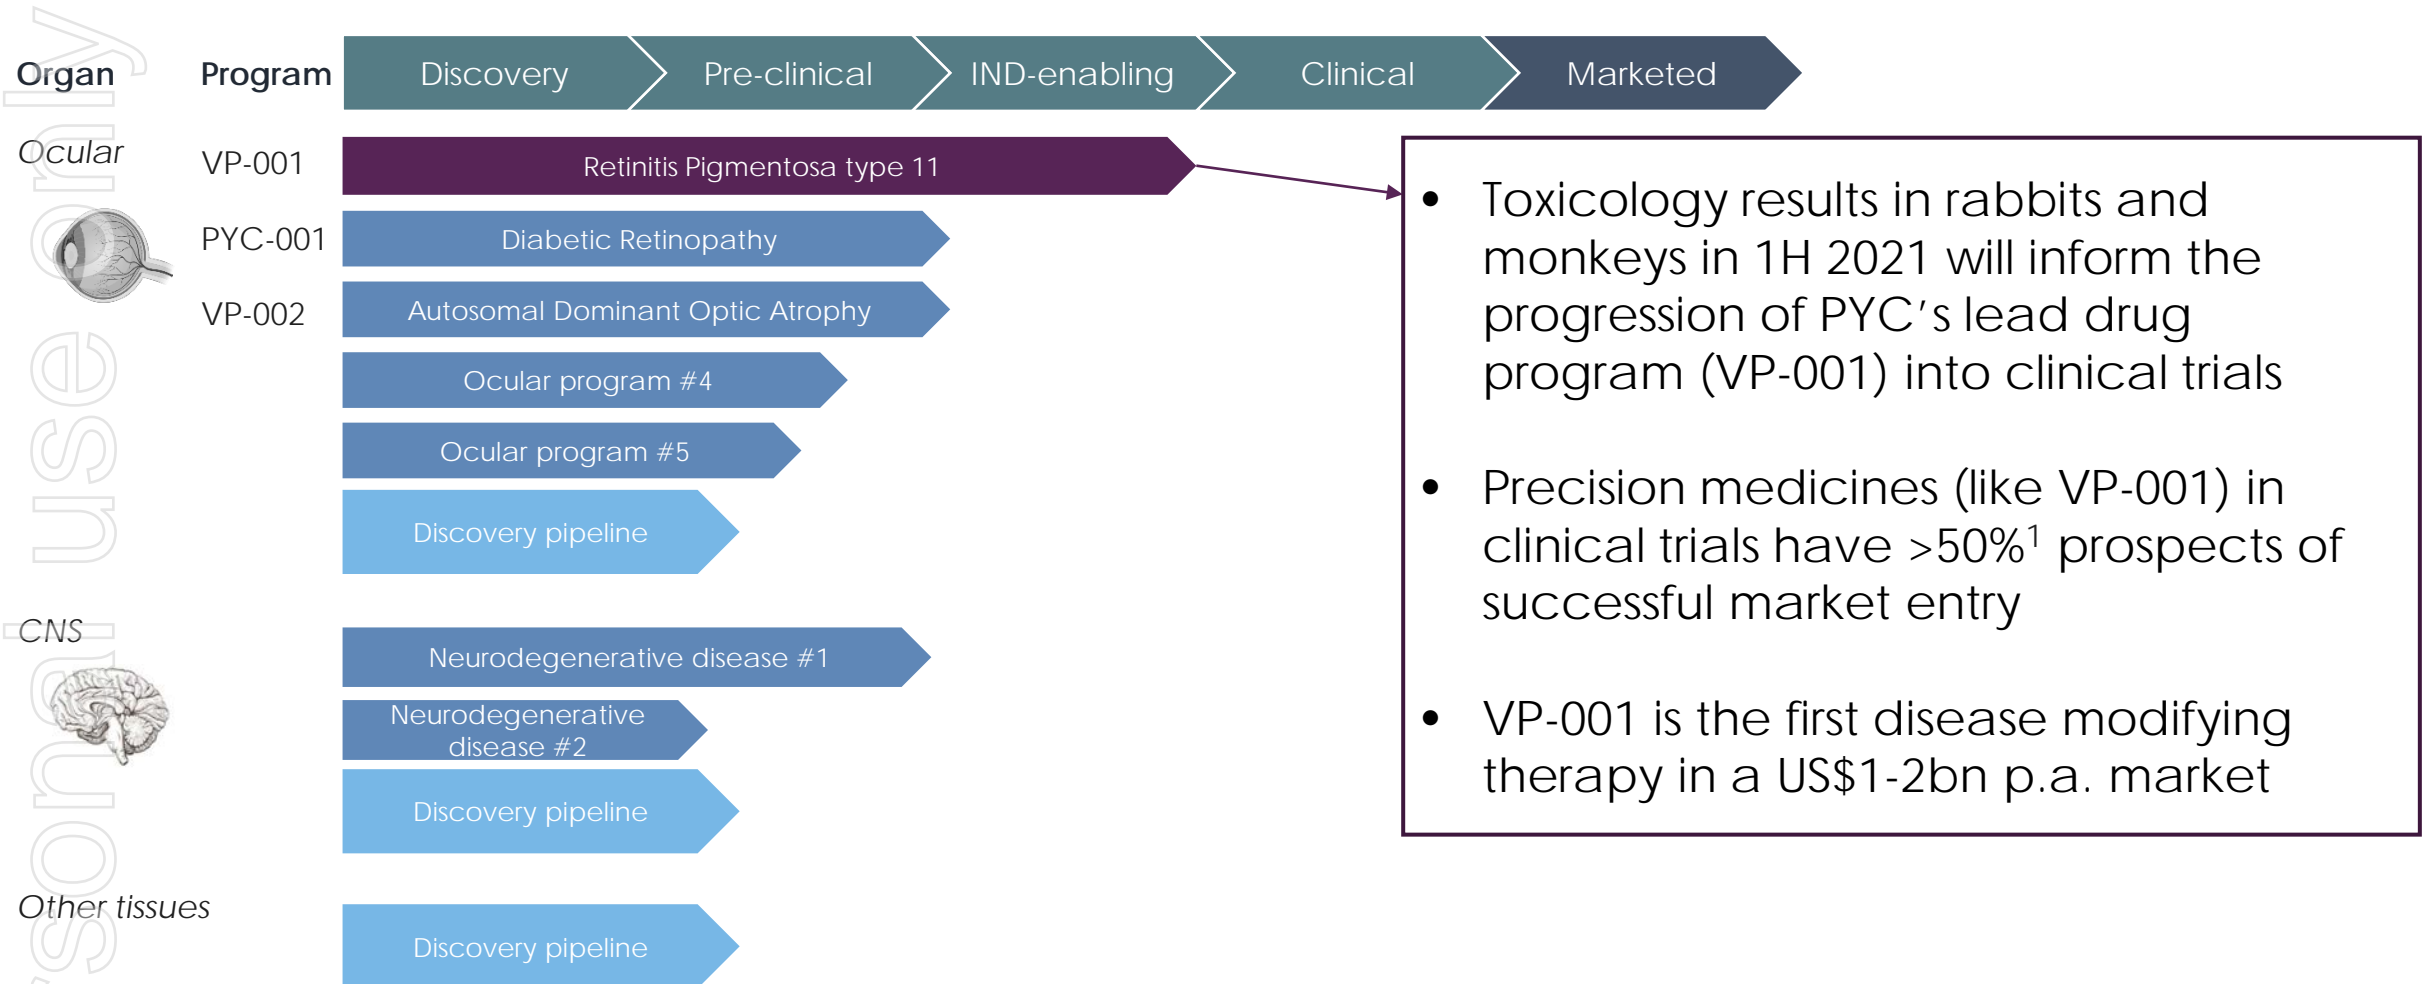 Organ
Program
Discovery
Pre-clinical
IND-enabling
Clinical
Marketed
Ocular
VP-001
Retinitis Pigmentosa type 11
PYC-001
Diabetic Retinopathy
VP-002
Autosomal Dominant Optic Atrophy
Ocular program #4
Ocular program #5
Discovery pipeline
CNS
Neurodegenerative disease #1
Neurodegenerative
disease #2
Discovery pipeline
Other tissues
Discovery pipeline
• Toxicology results in rabbits and
monkeys in 1H 2021 will inform the
progression of PYC’s lead drug
program (VP-001) into clinical trials
• Precision medicines (like VP-001) in
clinical trials have >50%¹ prospects of
successful market entry
• VP-001 is the first disease modifying
therapy in a US$1-2bn p.a. market
use only